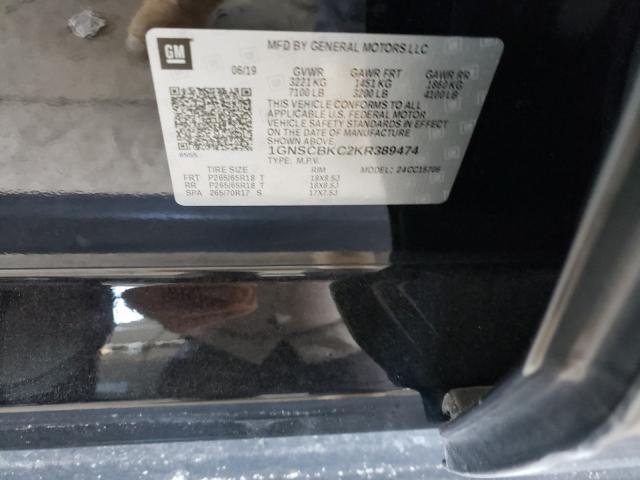 GM
MFD BY GENERAL MOTORS LLC
06/19
GVWR GAWR FRT GAWR RR
3221 KG 1451 KG 1860 KG
7100 LB 3200 LB 4100 LB
THIS VEHICLE CONFORMS TO ALL
APPLICABLE U.S. FEDERAL MOTOR
VEHICLE SAFETY AND THEFT PREVENTION
STANDARDS IN EFFECT ON THE DATE OF MANUFACTURE
SHOWN ABOVE.
1GNSCBKC2KR389474
TYPE: M.P.V. MODEL: 24CC15706
TIRE SIZE RIM
FRT P265/65R18 T 18X8.5J
RR P265/65R18 T 18X8.5J
SPA 265/70R17 S 17X7.5J